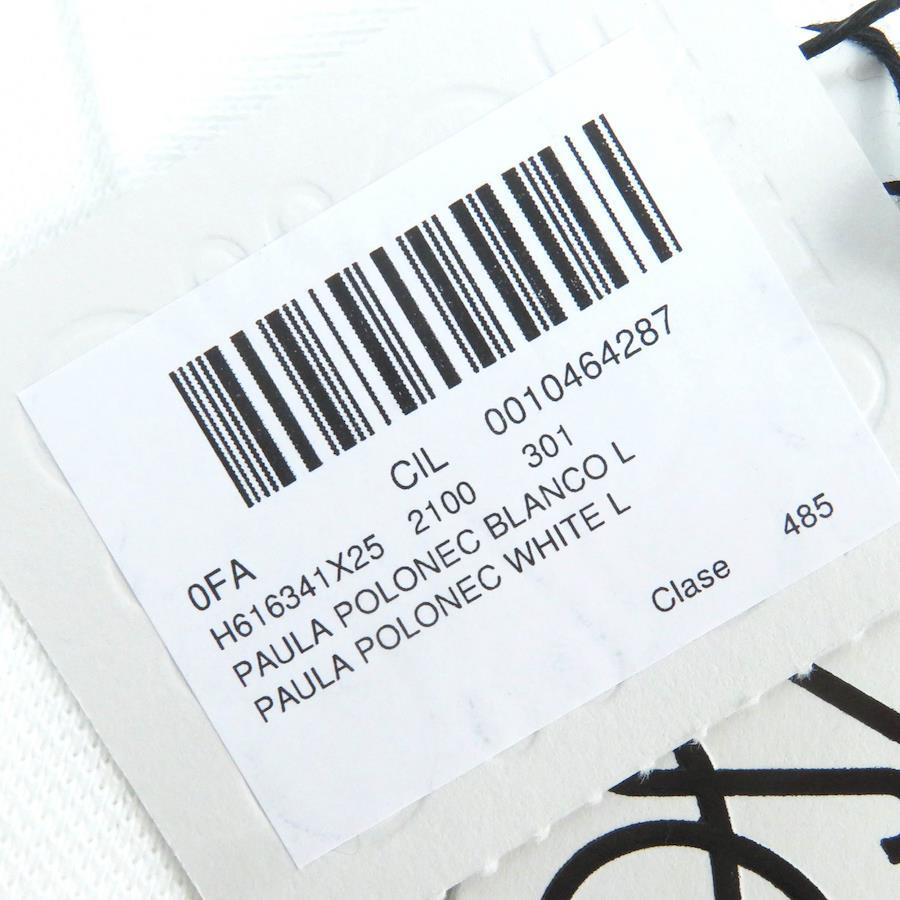 CIL 0010464287
0FA 2100 301
H616341X25
PAULA POLONEC BLANCO L
PAULA POLONEC WHITE L
Clase 485